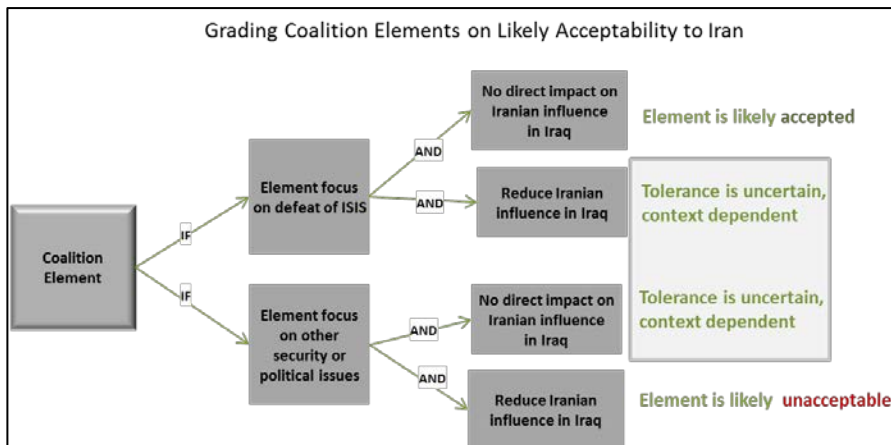 Grading Coalition Elements on Likely Acceptability to Iran
No direct impact on
Iranian influence
in Iraq
Element is likely accepted
AND
Element focus
on defeat of ISIS
AND
Reduce Iranian
influence in Iraq
Tolerance is uncertain,
context dependent
IF
Coalition
Element
IF
Element focus
on other
security or
political issues
AND
No direct impact on
Iranian influence
in Iraq
Tolerance is uncertain,
context dependent
AND
Reduce Iranian
influence in Iraq
Element is likely unacceptable